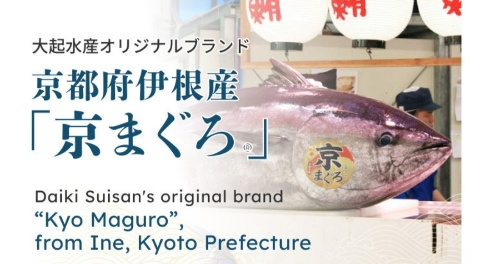 大起水産オリジナルブランド
京都府伊根産
「京まぐろ®」
Daiki Suisan's original brand
“Kyo Maguro”,
from Ine, Kyoto Prefecture
京
まぐろ